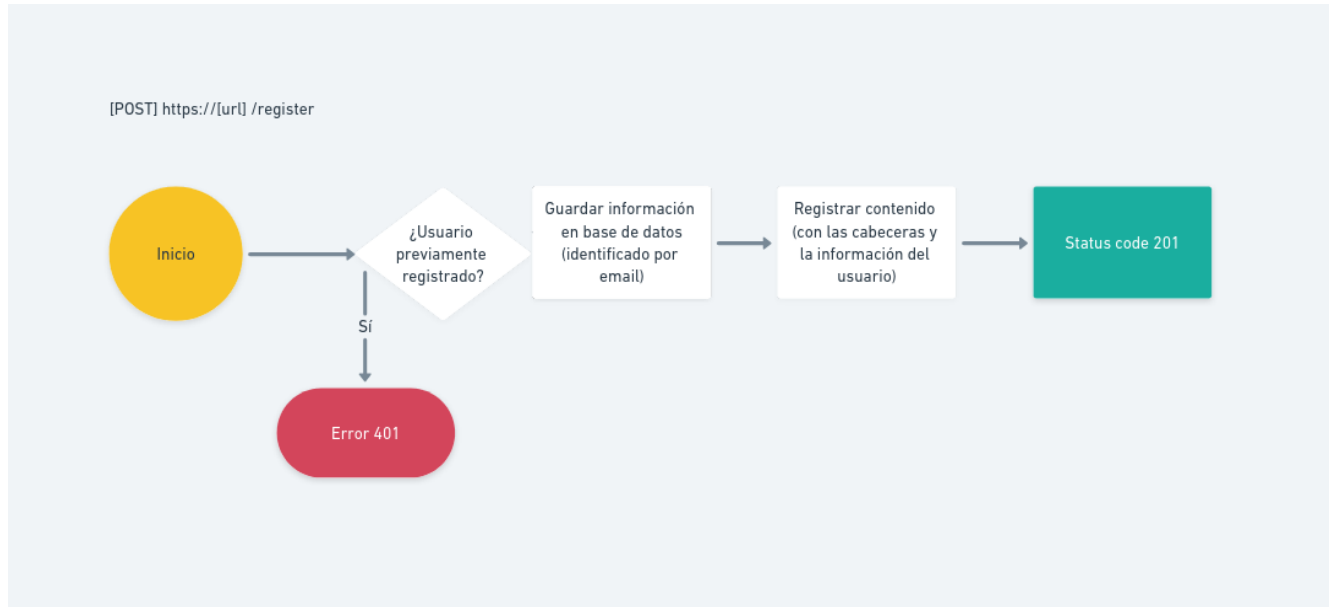 [POST] https://[url] /register
Inicio
¿Usuario
previamente
registrado?
Guardar información
en base de datos
(identificado por
email)
Registrar contenido
(con las cabeceras y
la información del
usuario)
Status code 201
Sí
Error 401